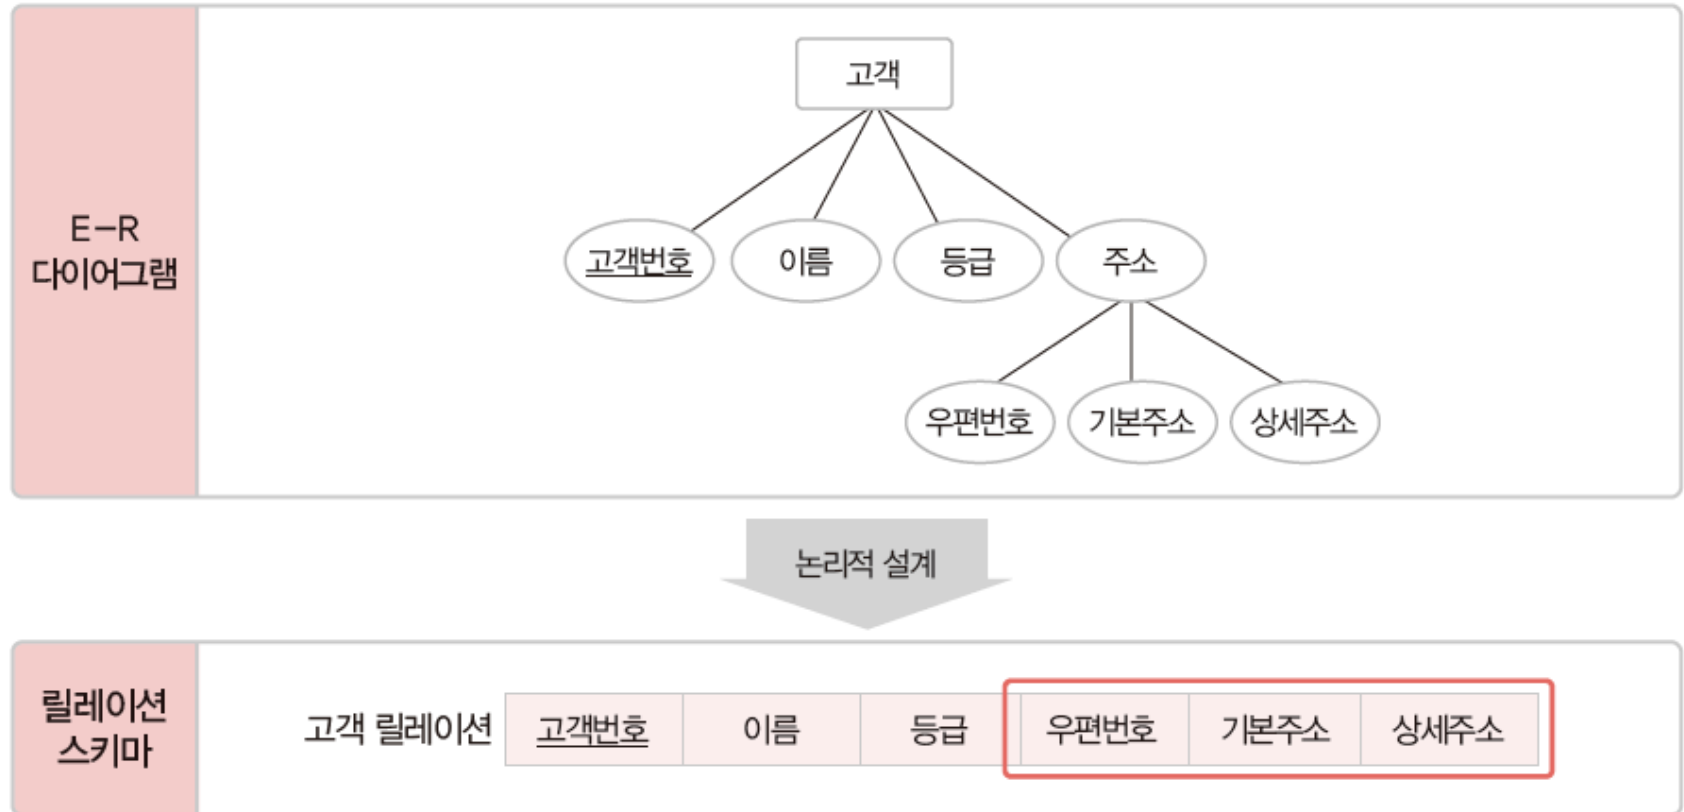 E-R
다이어그램
고객
고객번호 이름 등급 주소
우편번호 기본주소 상세주소
논리적 설계
릴레이션
스키마
고객 릴레이션 고객번호 이름 등급 우편번호 기본주소 상세주소